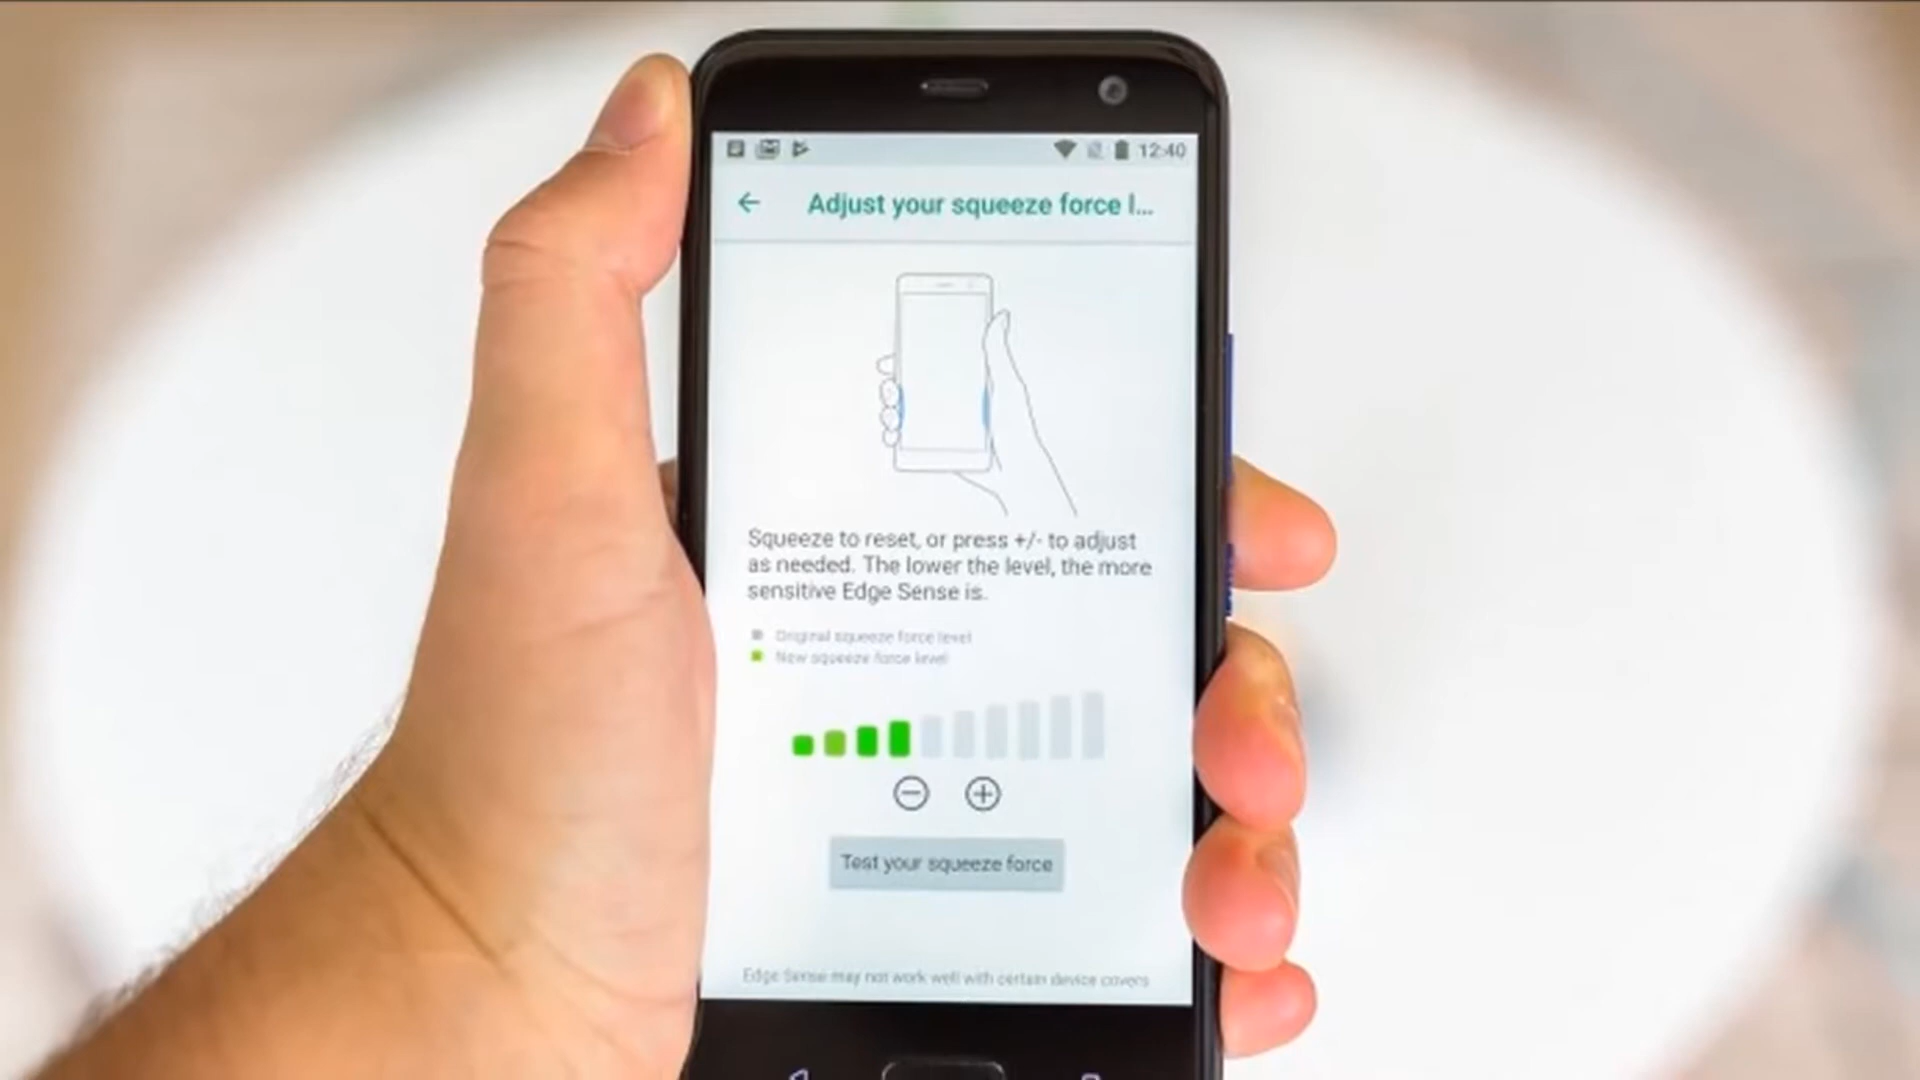 12:40
Adjust your squeeze force l...
Squeeze to reset, or press +/- to adjust
as needed. The lower the level, the more
sensitive Edge Sense is.
Original squeeze force level
New squeeze force level
Test your squeeze force
Edge Sense may not work well with certain device covers